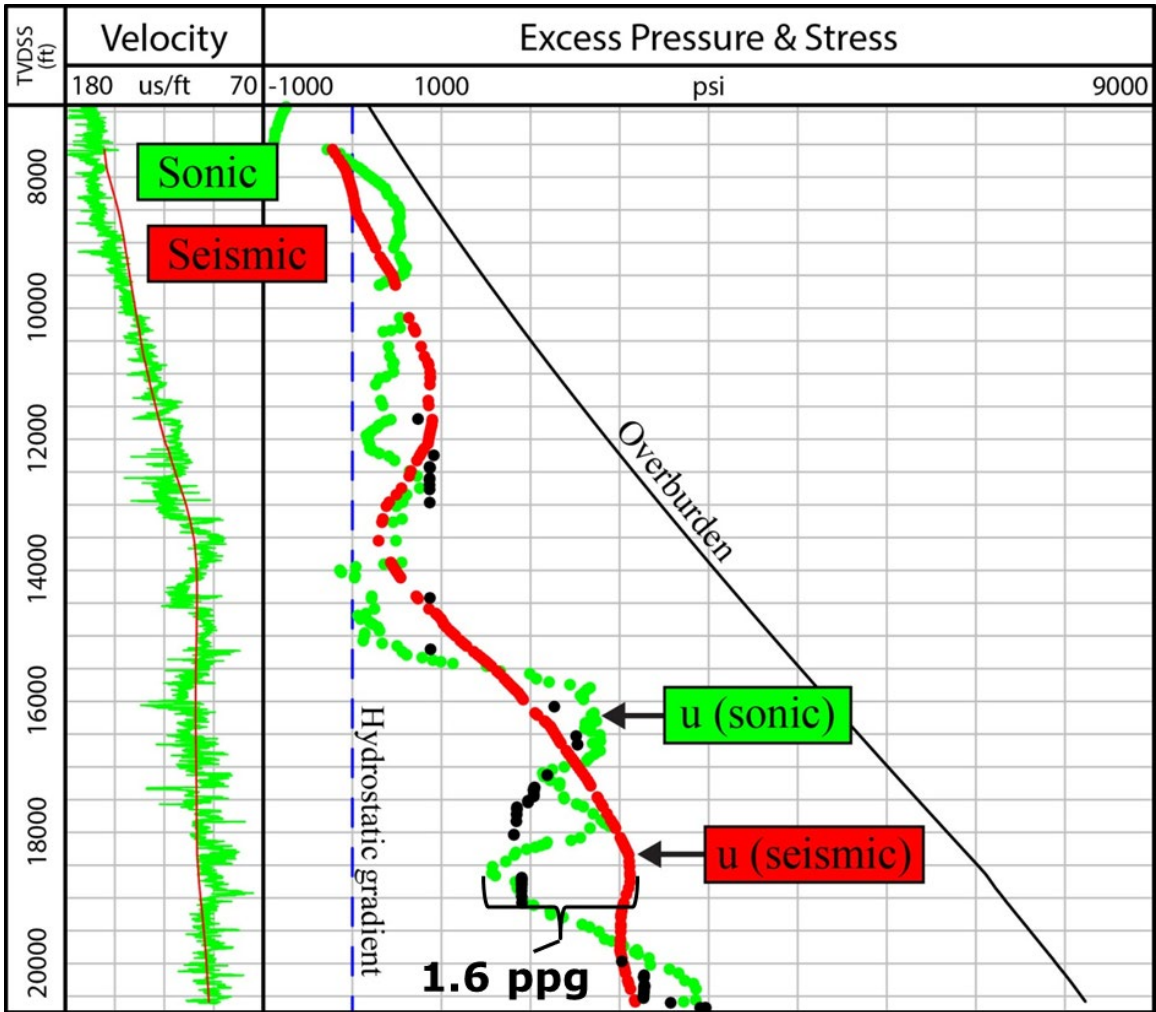 TVDSS
(ft)
Velocity
Excess Pressure & Stress
180 us/ft 70
-1000 1000 psi 9000
Sonic
Seismic
8000
10000
12000
14000
16000
18000
20000
Overburden
Hydrostatic gradient
u (sonic)
u (seismic)
1.6 ppg